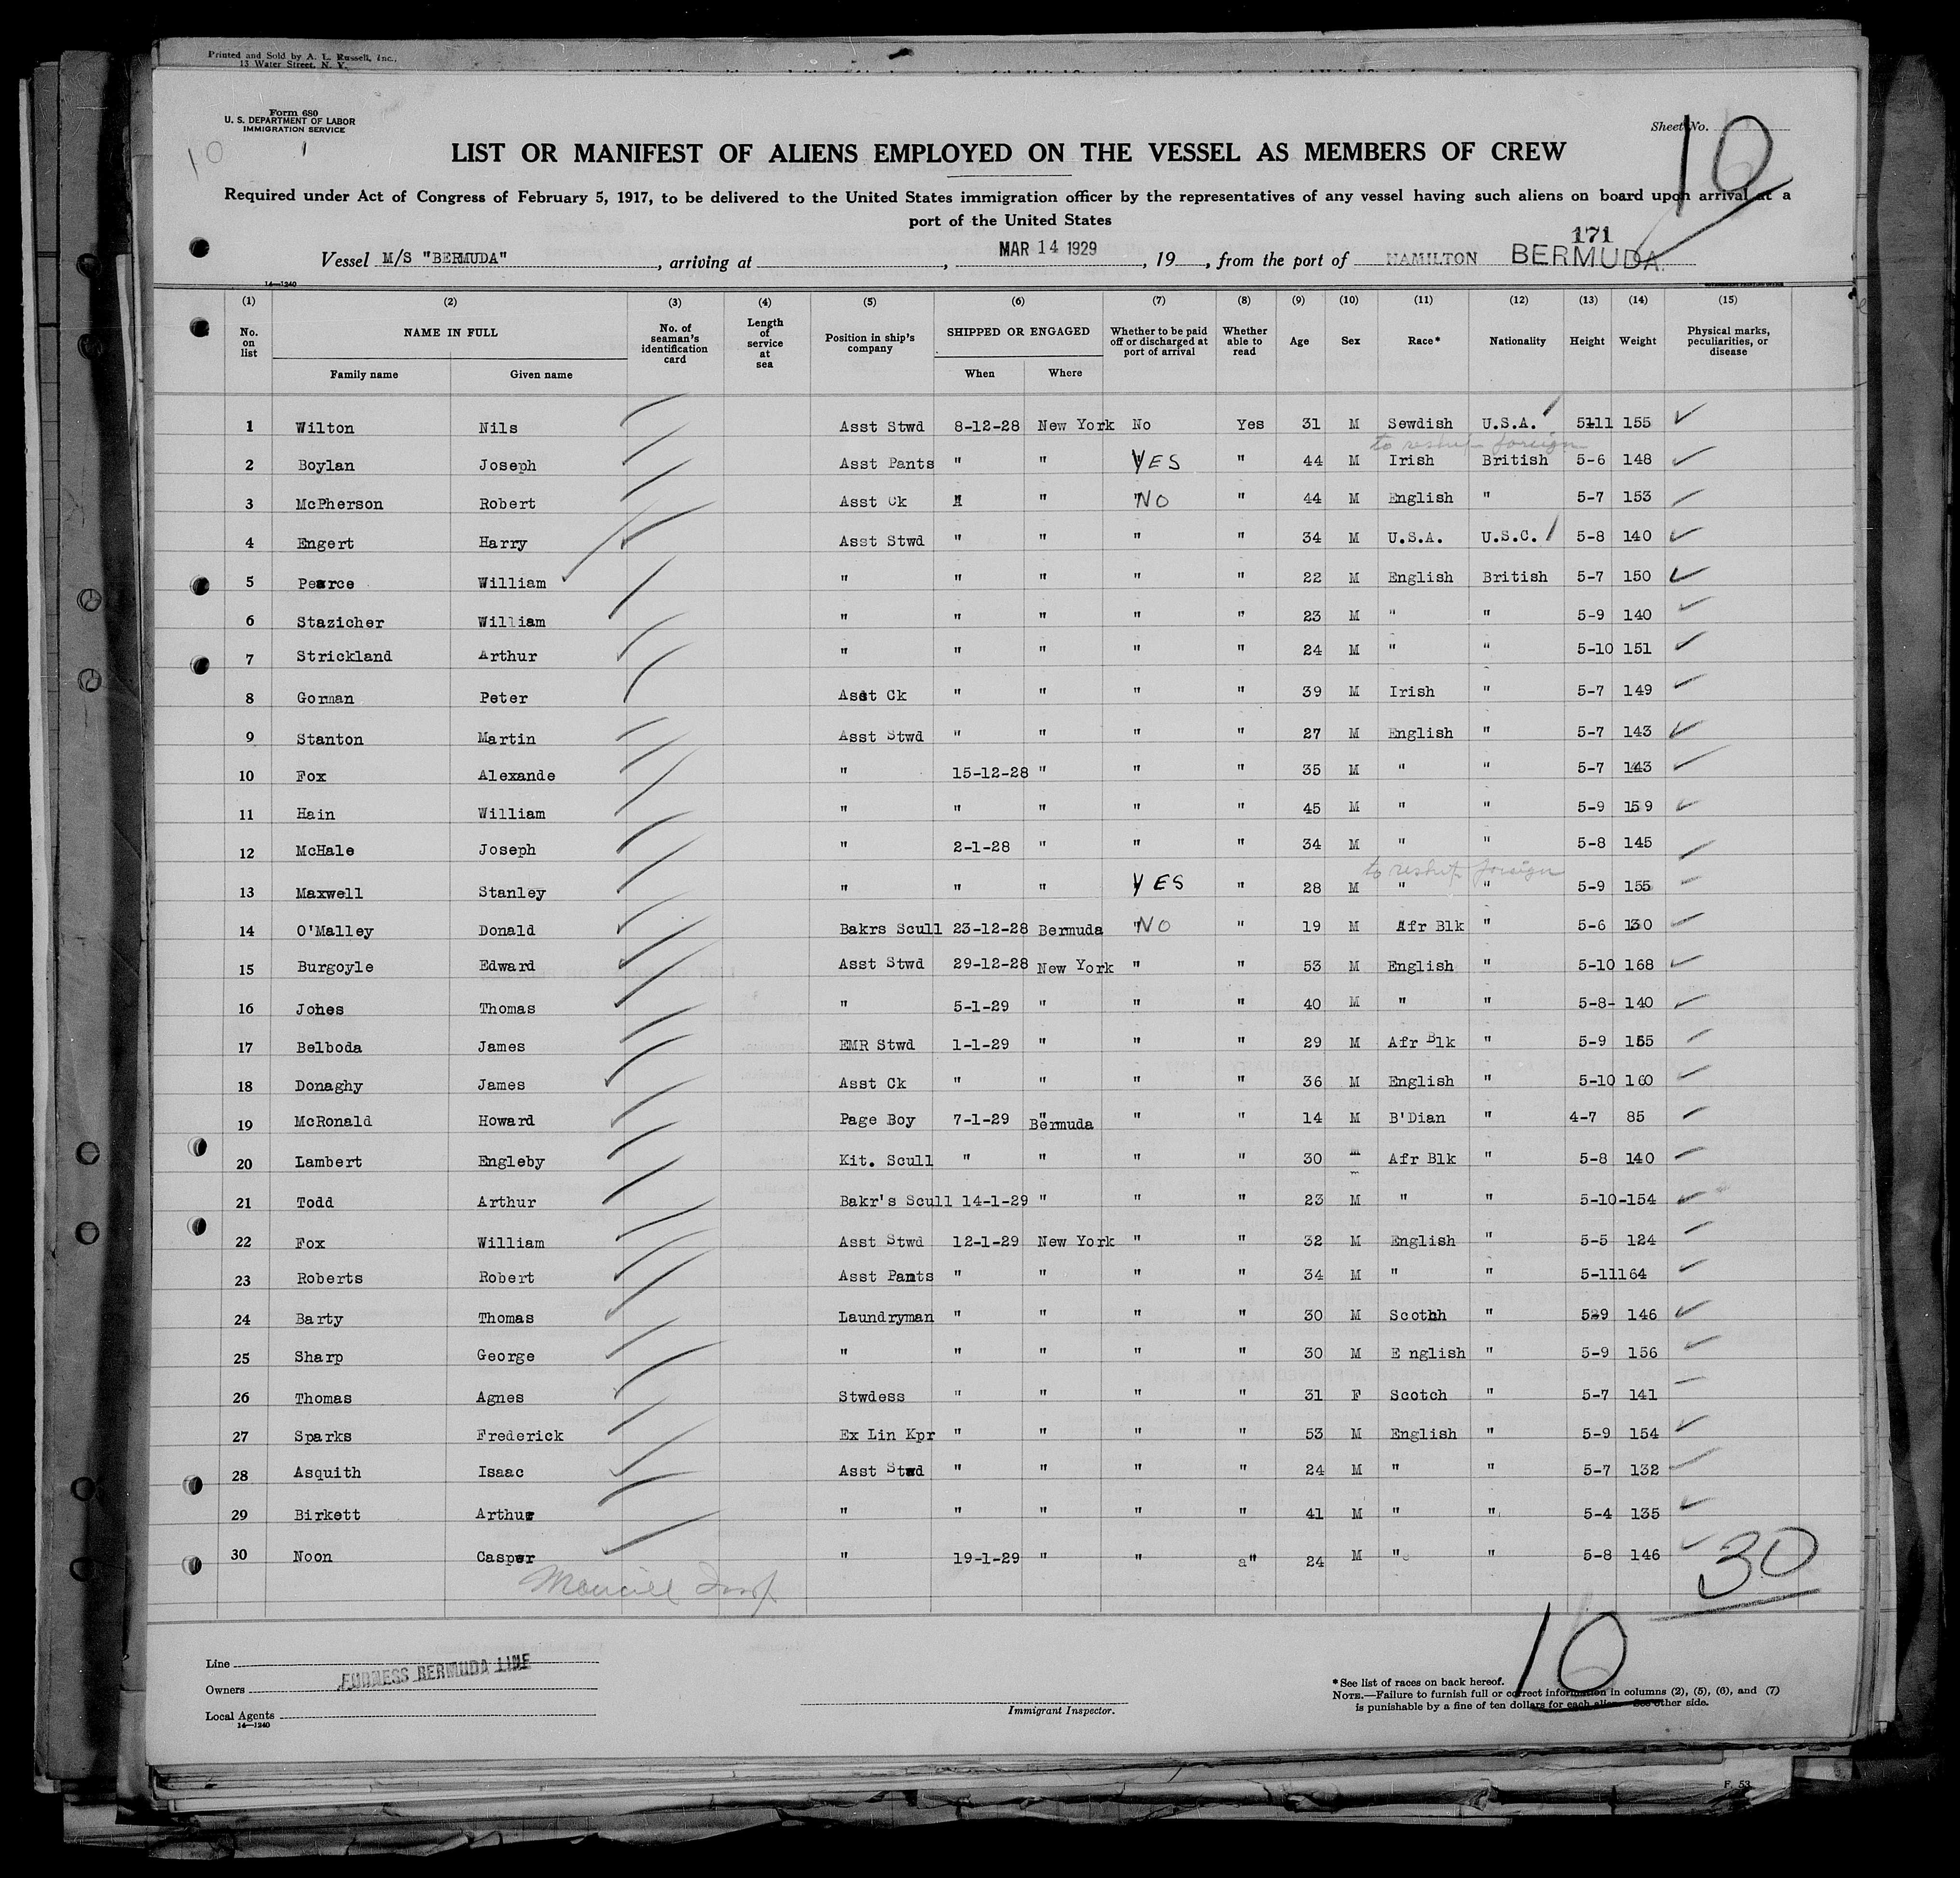 Printed and Sold by A. L. Russell, Inc.,
13 Water Street, N. Y.
Form 680
U. S. DEPARTMENT OF LABOR
IMMIGRATION SERVICE
10
Sheet No. 10
LIST OR MANIFEST OF ALIENS EMPLOYED ON THE VESSEL AS MEMBERS OF CREW
Required under Act of Congress of February 5, 1917, to be delivered to the United States immigration officer by the representatives of any vessel having such aliens on board upon arrival at a
port of the United States
171
Vessel M/S "BERMUDA", arriving at , MAR 14 1929, 19 , from the port of HAMILTON BERMUDA.
14—1240
(1) (2) (3) (4) (5) (6) (7) (8) (9) (10) (11) (12) (13) (14) (15)
No. on list NAME IN FULL Family name Given name No. of seaman's identification card Length of service at sea Position in ship's company SHIPPED OR ENGAGED When Where Whether to be paid off or discharged at port of arrival Whether able to read Age Sex Race* Nationality Height Weight Physical marks, peculiarities, or disease
1 Wilton Nils Asst Stwd 8-12-28 New York No Yes 31 M Sewdish U.S.A. 5-11 155
to reship foreign
2 Boylan Joseph Asst Pants " " YES " 44 M Irish British 5-6 148
3 McPherson Robert Asst Ck " " NO " 44 M English " 5-7 153
4 Engert Harry Asst Stwd " " " " 34 M U.S.A. U.S.C. 5-8 140
5 Pearce William " " " " " 22 M English British 5-7 150
6 Stazicher William " " " " " 23 M " " 5-9 140
7 Strickland Arthur " " " " " 24 M " " 5-10 151
8 Gorman Peter Asst Ck " " " " 39 M Irish " 5-7 149
9 Stanton Martin Asst Stwd " " " " 27 M English " 5-7 143
10 Fox Alexande " 15-12-28 " " " 35 M " " 5-7 143
11 Hain William " " " " " 45 M " " 5-9 159
12 McHale Joseph " 2-1-28 " " " 34 M " " 5-8 145
to reship foreign
13 Maxwell Stanley " " " YES " 28 M " " 5-9 155
14 O'Malley Donald Bakrs Scull 23-12-28 Bermuda NO " 19 M Afr Blk " 5-6 130
15 Burgoyle Edward Asst Stwd 29-12-28 New York " " 53 M English " 5-10 168
16 Johes Thomas " 5-1-29 " " " 40 M " " 5-8- 140
17 Belboda James EMR Stwd 1-1-29 " " " 29 M Afr Blk " 5-9 155
18 Donaghy James Asst Ck " " " " 36 M English " 5-10 160
19 McRonald Howard Page Boy 7-1-29 " Bermuda " " 14 M B'Dian " 4-7 85
20 Lambert Engleby Kit. Scull " " " " 30 m Afr Blk " 5-8 140
21 Todd Arthur Bakr's Scull 14-1-29 " " " 23 M " " 5-10-154
22 Fox William Asst Stwd 12-1-29 New York " " 32 M English " 5-5 124
23 Roberts Robert Asst Pants " " " " 34 M " " 5-11164
24 Barty Thomas Laundryman " " " " 30 M Scothh " 5-9 146
25 Sharp George " " " " " 30 M E nglish " 5-9 156
26 Thomas Agnes Stwdess " " " " 31 F Scotch " 5-7 141
27 Sparks Frederick Ex Lin Kpr " " " " 53 M English " 5-9 154
28 Asquith Isaac Asst Stwd " " " " 24 M " " 5-7 132
29 Birkett Arthur " " " " " 41 M " " 5-4 135
30 Noon Casper " 19-1-29 " " a" 24 M " " 5-8 146
30
10
Line
FURNESS BERMUDA LINE
Owners
Local Agents
14—1240
Immigrant Inspector.
*See list of races on back hereof.
NOTE.—Failure to furnish full or correct information in columns (2), (5), (6), and (7)
is punishable by a fine of ten dollars for each alien. See other side.
F. 53